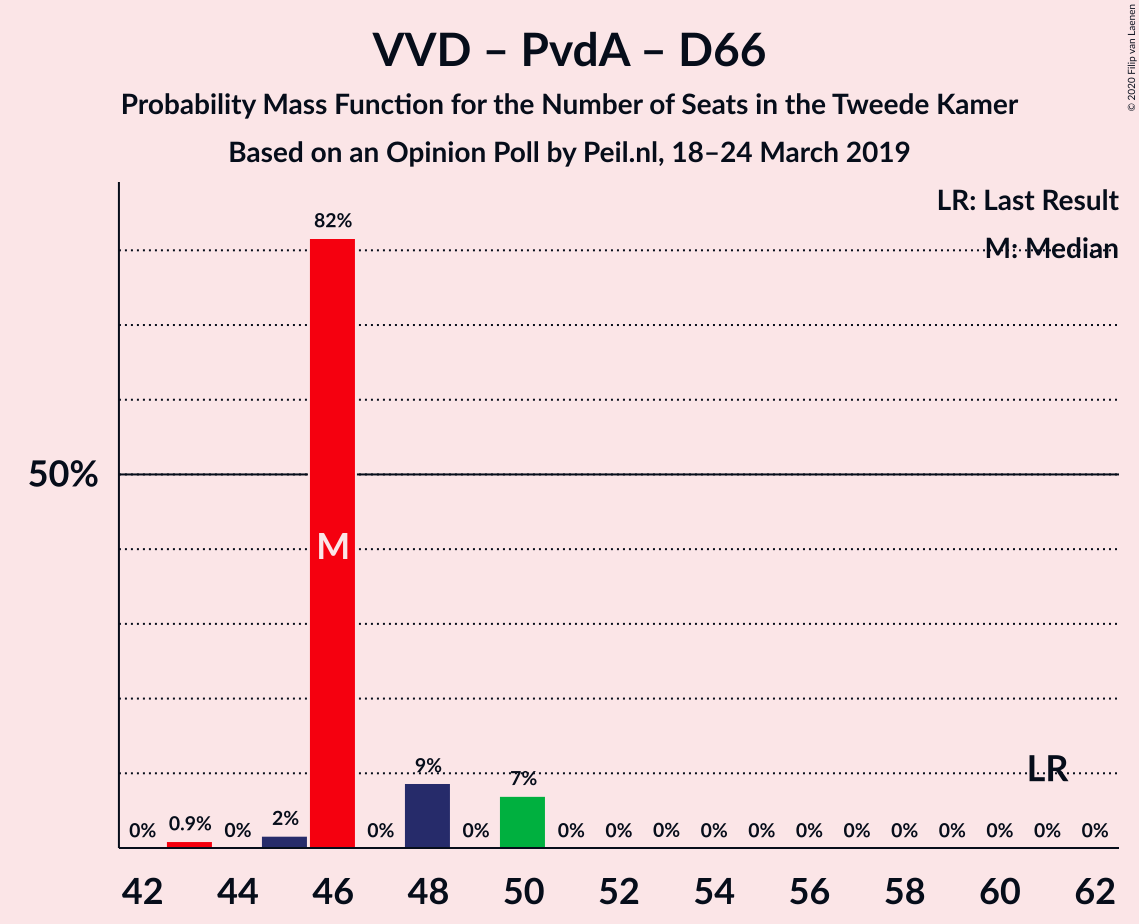 VVD – PvdA – D66
Probability Mass Function for the Number of Seats in the Tweede Kamer
Based on an Opinion Poll by Peil.nl, 18–24 March 2019
© 2020 Filip van Laenen
LR: Last Result
M: Median
82%
50%
M
LR
0% 0.9% 0% 2% 0% 9% 0% 7% 0% 0% 0% 0% 0% 0% 0% 0% 0% 0% 0% 0%
42 44 46 48 50 52 54 56 58 60 62